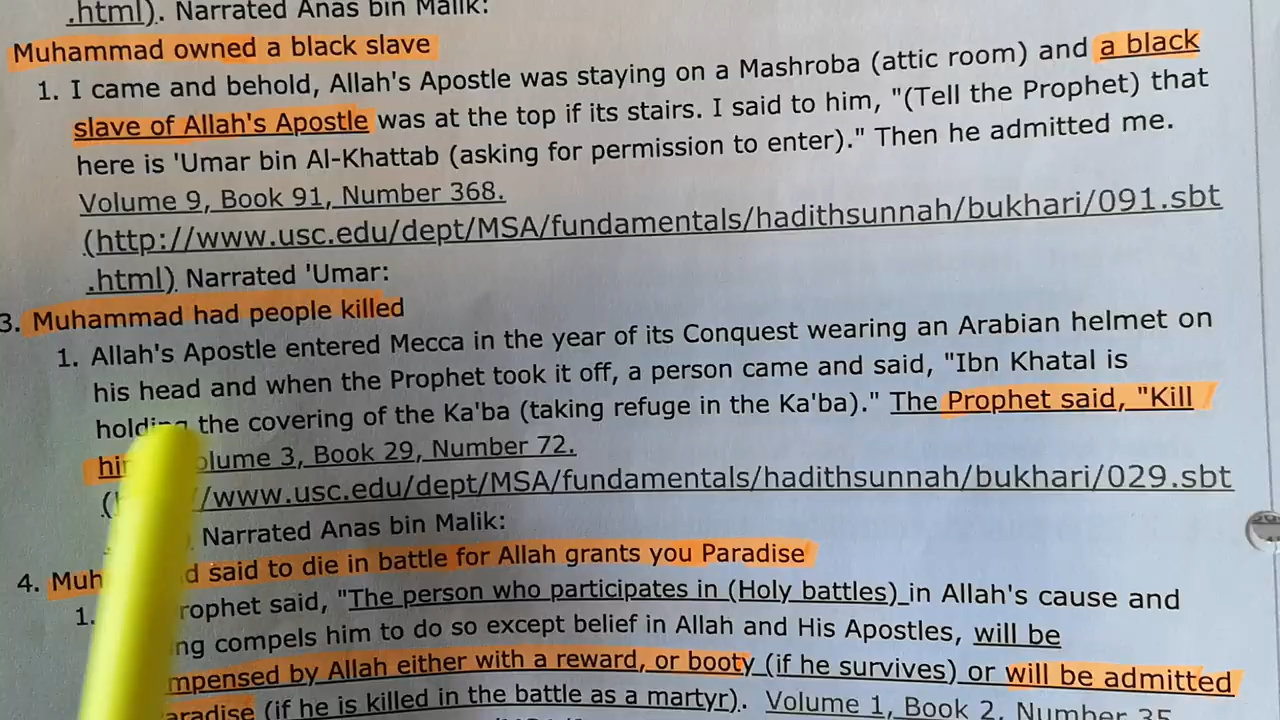 .html). Narrated Anas bin Malik:
Muhammad owned a black slave
1. I came and behold, Allah's Apostle was staying on a Mashroba (attic room) and a black
slave of Allah's Apostle was at the top if its stairs. I said to him, "(Tell the Prophet) that
here is 'Umar bin Al-Khattab (asking for permission to enter)." Then he admitted me.
Volume 9, Book 91, Number 368.
(http://www.usc.edu/dept/MSA/fundamentals/hadithsunnah/bukhari/091.sbt
.html) Narrated 'Umar:
3. Muhammad had people killed
1. Allah's Apostle entered Mecca in the year of its Conquest wearing an Arabian helmet on
his head and when the Prophet took it off, a person came and said, "Ibn Khatal is
holding the covering of the Ka'ba (taking refuge in the Ka'ba)." The Prophet said, "Kill
Book 29, Number 72.
//www.usc.edu/dept/MSA/fundamentals/hadithsunnah/bukhari/029.sbt
Narrated Anas bin Malik:
4. said to die in battle for Allah grants you Paradise
1. said, "The person who participates in (Holy battles) in Allah's cause and
compels him to do so except belief in Allah and His Apostles, will be
by Allah either with a reward, or booty (if he survives) or will be admitted
(if he is killed in the battle as a martyr). Volume 1, Book 2, Number 35.